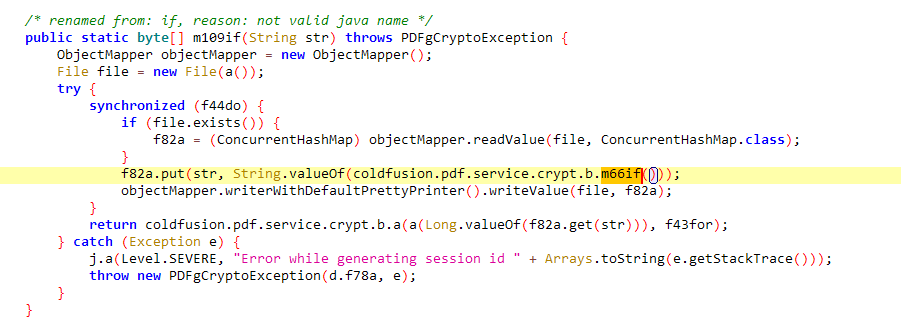 /* renamed from: if, reason: not valid java name */
public static byte[] m109if(String str) throws PDFgCryptoException {
    ObjectMapper objectMapper = new ObjectMapper();
    File file = new File(a());
    try {
        synchronized (f44do) {
            if (file.exists()) {
                f82a = (ConcurrentHashMap) objectMapper.readValue(file, ConcurrentHashMap.class);
            }
            f82a.put(str, String.valueOf(coldfusion.pdf.service.crypt.b.m66if()));
            objectMapper.writerWithDefaultPrettyPrinter().writeValue(file, f82a);
        }
        return coldfusion.pdf.service.crypt.b.a(a(Long.valueOf(f82a.get(str))), f43for);
    } catch (Exception e) {
        j.a(Level.SEVERE, "Error while generating session id " + Arrays.toString(e.getStackTrace()));
        throw new PDFgCryptoException(d.f78a, e);
    }
}